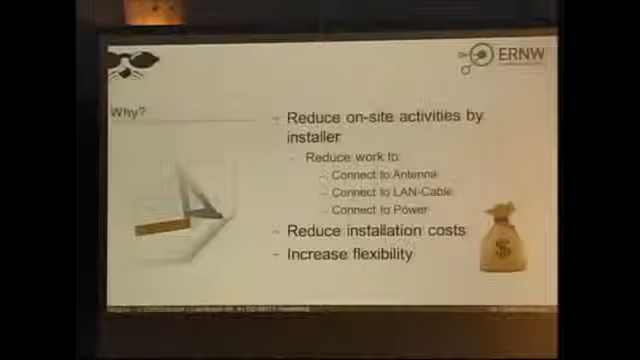 ERNW
Why?
Reduce on-site activities by
installer
Reduce work to:
Connect to Antenna
Connect to LAN-Cable
Connect to Power
Reduce installation costs
Increase flexibility
$